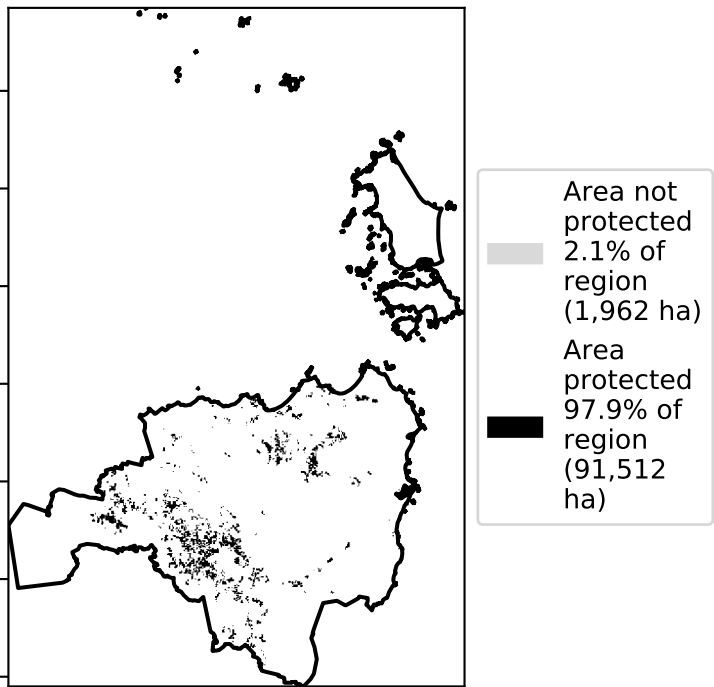 Area not
protected
2.1% of
region
(1,962 ha)
Area
protected
97.9% of
region
(91,512
ha)